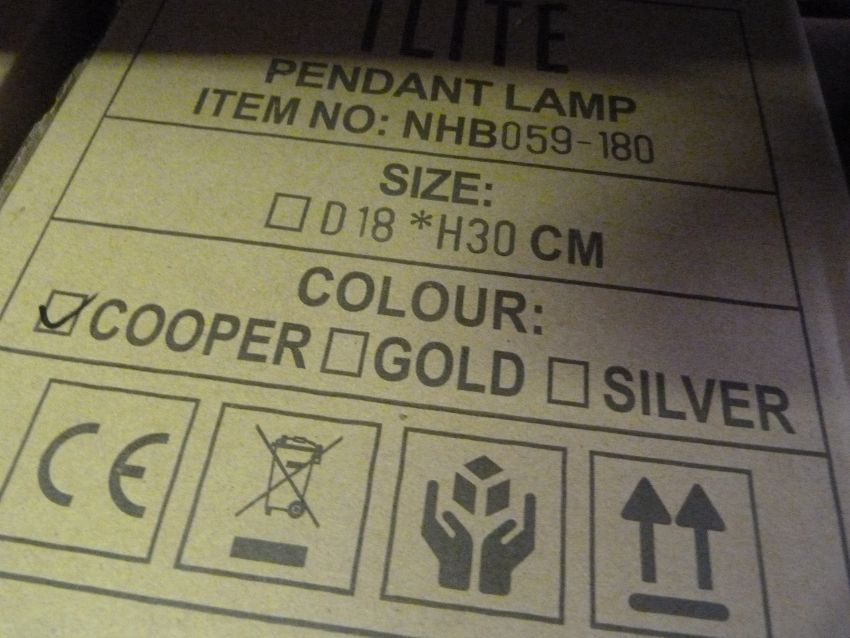 ILITE
PENDANT LAMP
ITEM NO: NHB059-180
SIZE:
D18 *H30 CM
COLOUR:
COOPER GOLD SILVER
CE